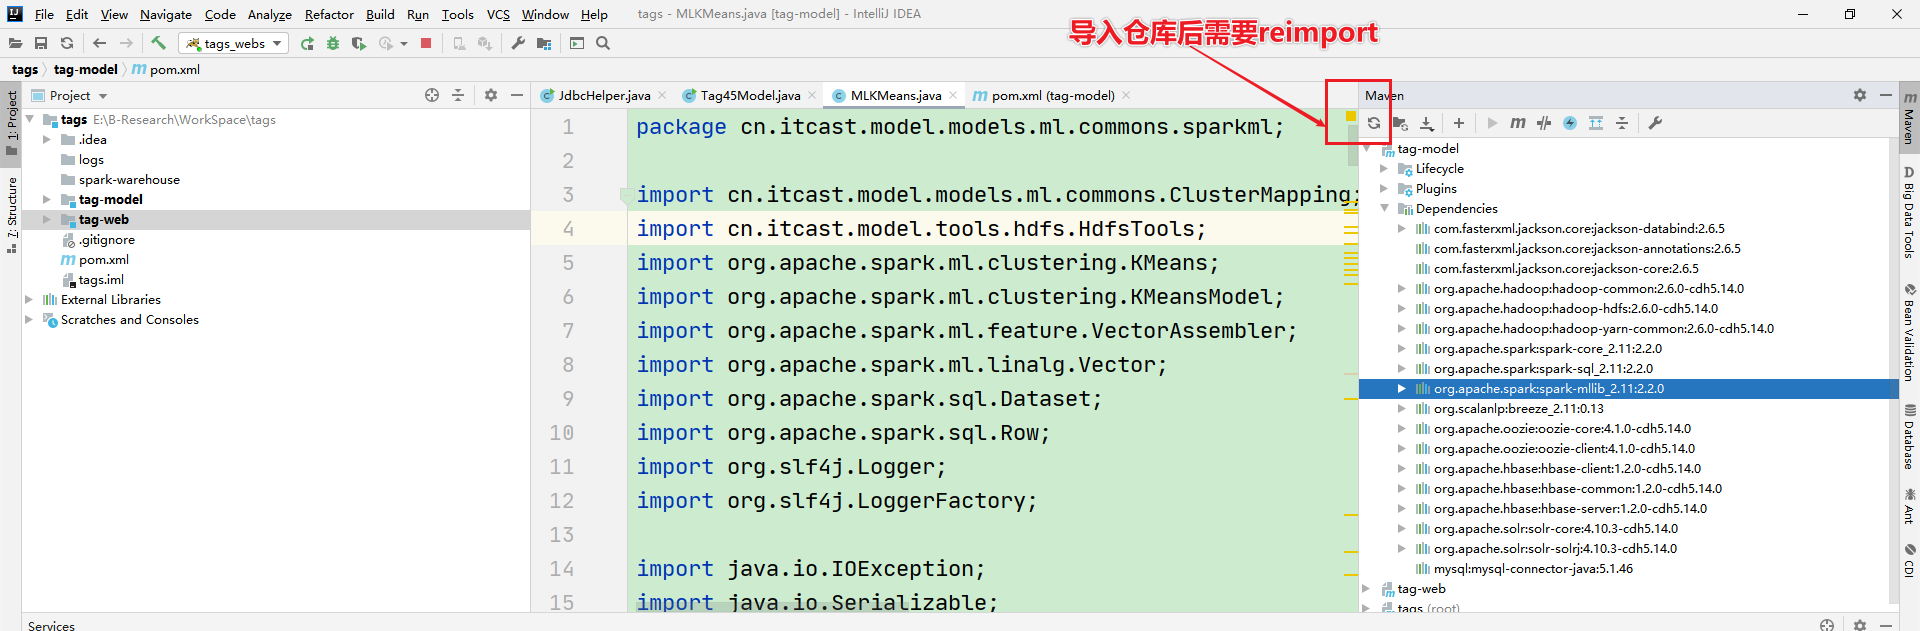 File Edit View Navigate Code Analyze Refactor Build Run Tools VCS Window Help tags - MLKMeans.java [tag-model] - IntelliJ IDEA
导入仓库后需要reimport
tags_webs
tags tag-model pom.xml
1: Project
7: Structure
Project
tags E:\B-Research\WorkSpace\tags
.idea
logs
spark-warehouse
tag-model
tag-web
.gitignore
pom.xml
tags.iml
External Libraries
Scratches and Consoles
JdbcHelper.java Tag45Model.java MLKMeans.java pom.xml (tag-model)
1 package cn.itcast.model.models.ml.commons.sparkml;
2
3 import cn.itcast.model.models.ml.commons.ClusterMapping;
4 import cn.itcast.model.tools.hdfs.HdfsTools;
5 import org.apache.spark.ml.clustering.KMeans;
6 import org.apache.spark.ml.clustering.KMeansModel;
7 import org.apache.spark.ml.feature.VectorAssembler;
8 import org.apache.spark.ml.linalg.Vector;
9 import org.apache.spark.sql.Dataset;
10 import org.apache.spark.sql.Row;
11 import org.slf4j.Logger;
12 import org.slf4j.LoggerFactory;
13
14 import java.io.IOException;
15 import java.io.Serializable;
Maven
tag-model
Lifecycle
Plugins
Dependencies
com.fasterxml.jackson.core:jackson-databind:2.6.5
com.fasterxml.jackson.core:jackson-annotations:2.6.5
com.fasterxml.jackson.core:jackson-core:2.6.5
org.apache.hadoop:hadoop-common:2.6.0-cdh5.14.0
org.apache.hadoop:hadoop-hdfs:2.6.0-cdh5.14.0
org.apache.hadoop:hadoop-yarn-common:2.6.0-cdh5.14.0
org.apache.spark:spark-core_2.11:2.2.0
org.apache.spark:spark-sql_2.11:2.2.0
org.apache.spark:spark-mllib_2.11:2.2.0
org.scalanlp:breeze_2.11:0.13
org.apache.oozie:oozie-core:4.1.0-cdh5.14.0
org.apache.oozie:oozie-client:4.1.0-cdh5.14.0
org.apache.hbase:hbase-client:1.2.0-cdh5.14.0
org.apache.hbase:hbase-common:1.2.0-cdh5.14.0
org.apache.hbase:hbase-server:1.2.0-cdh5.14.0
org.apache.solr:solr-core:4.10.3-cdh5.14.0
org.apache.solr:solr-solrj:4.10.3-cdh5.14.0
mysql:mysql-connector-java:5.1.46
tag-web
tags (root)
Maven
Big Data Tools
Bean Validation
Database
Ant
CDI
Services